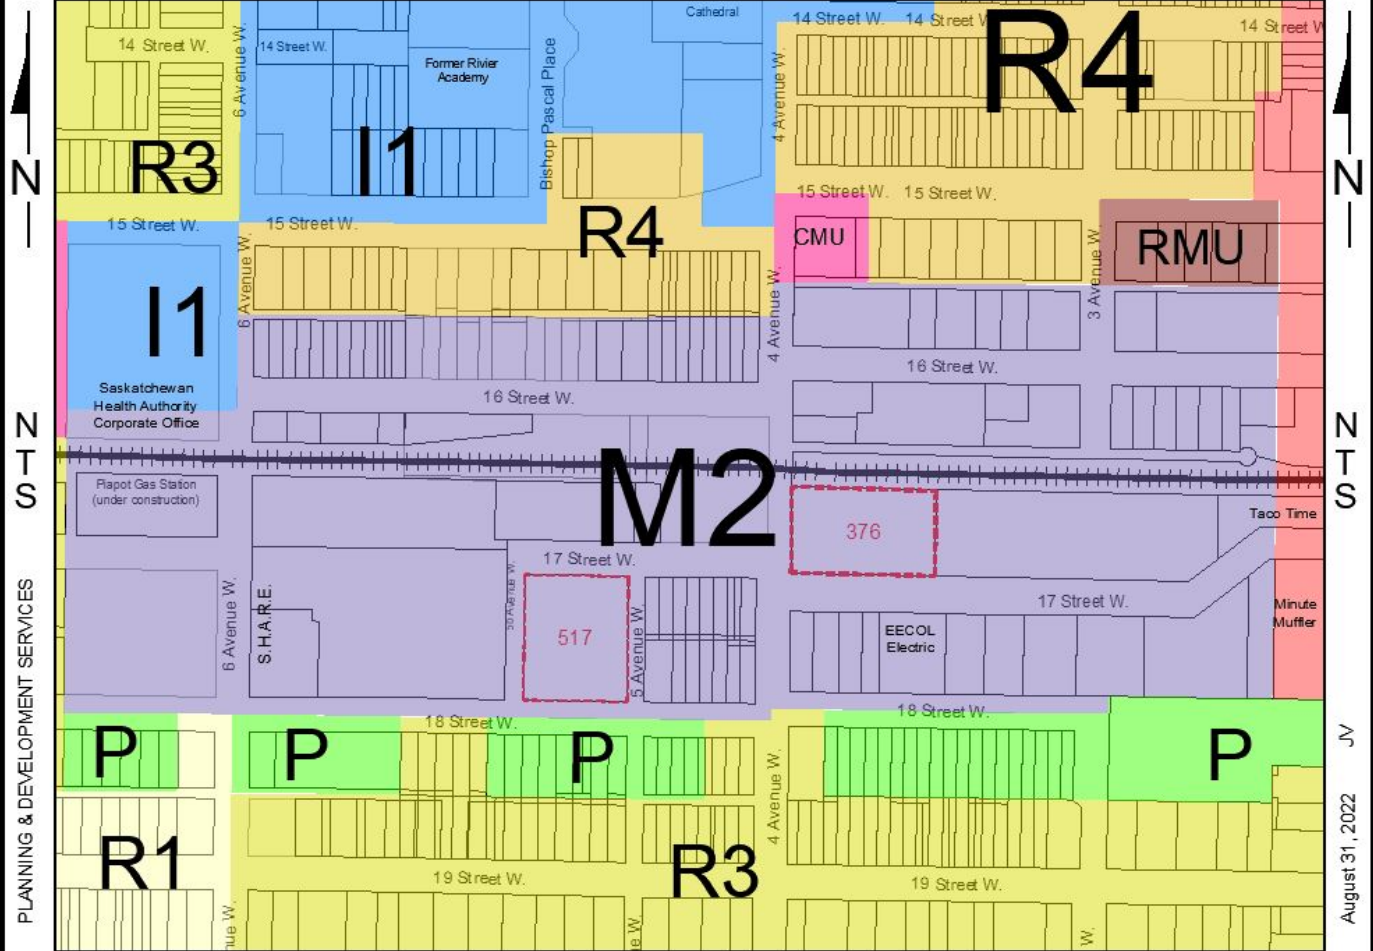 Cathedral
14 Street W.
14 Street W.
14 Street W
14 Street W.
14 Street W.
6 Avenue W.
Former Rivier
Academy
Bishop Pascal Place
4 Avenue W.
R4
N
R3
I1
N
15 Street W.
15 Street W.
15 Street W.
15 Street W.
R4
CMU
3 Avenue W.
RMU
6 Avenue W.
4 Avenue W.
I1
16 Street W.
Saskatchewan
Health Authority
Corporate Office
16 Street W.
NTS
NTS
M2
Piapot Gas Station
(under construction)
Taco Time
376
17 Street W.
17 Street W.
6 Avenue W.
S.H.A.R.E.
517
5 Avenue W.
EECOL
Electric
Minute
Muffler
PLANNING & DEVELOPMENT SERVICES
18 Street W.
18 Street W.
P
P
P
P
JV
4 Avenue W.
August 31, 2022
R1
R3
19 Street W.
19 Street W.
nue W.
W.
W.